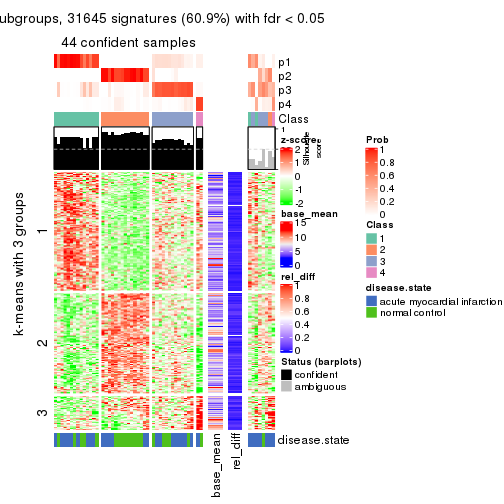 ubgroups, 31645 signatures (60.9%) with fdr < 0.05
44 confident samples
p1
p2
p3
p4
Class
1
Silhouette
score
k-means with 3 groups
1
2
3
z-score
2
1
0
-1
-2
base_mean
15
10
5
0
rel_diff
1
0.8
0.6
0.4
0.2
0
Status (barplots)
confident
ambiguous
Prob
1
0.8
0.6
0.4
0.2
0
Class
1
2
3
4
disease.state
acute myocardial infarction
normal control
disease.state
base_mean
rel_diff